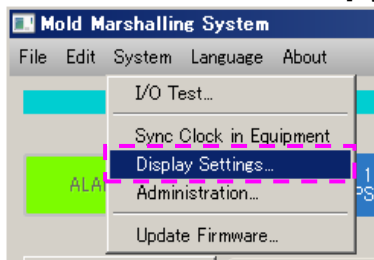 Mold Marshalling System
File Edit System Language About
I/O Test...
Sync Clock in Equipment
Display Settings...
Administration...
Update Firmware...